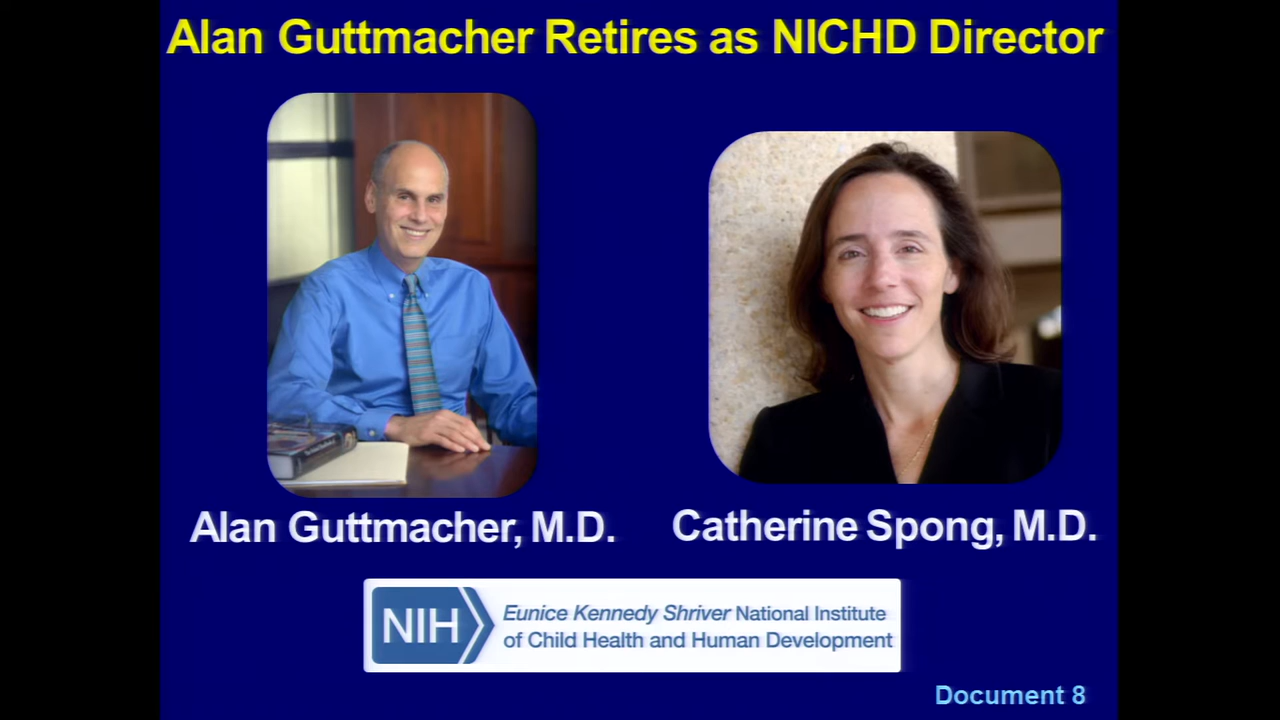 Alan Guttmacher Retires as NICHD Director
Alan Guttmacher, M.D.
Catherine Spong, M.D.
NIH
Eunice Kennedy Shriver National Institute
of Child Health and Human Development
Document 8